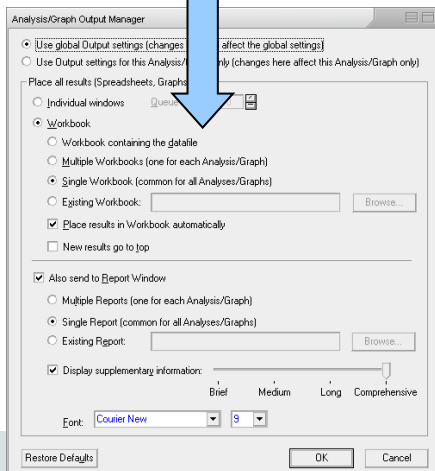 Analysis/Graph Output Manager
Use global Output settings (changes affect the global settings)
Use Output settings for this Analysis/ only (changes here affect this Analysis/Graph only)
Place all results (Spreadsheets, Graphs
Individual windows Queue
Workbook
Workbook containing the datafile
Multiple Workbooks (one for each Analysis/Graph)
Single Workbook (common for all Analyses/Graphs)
Existing Workbook: Browse...
Place results in Workbook automatically
New results go to top
Also send to Report Window
Multiple Reports (one for each Analysis/Graph)
Single Report (common for all Analyses/Graphs)
Existing Report: Browse...
Display supplementary information:
Brief Medium Long Comprehensive
Font: Courier New 9
Restore Defaults OK Cancel